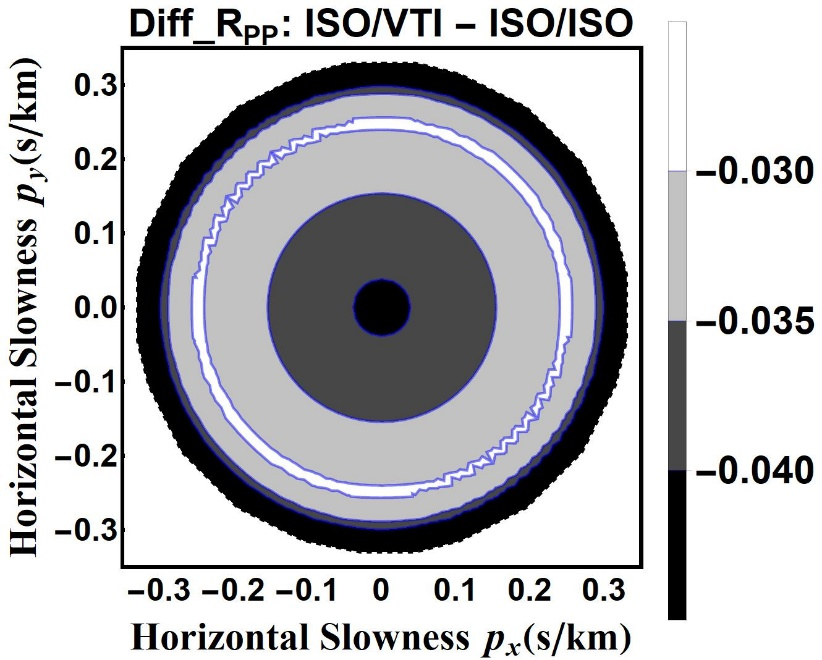 Diff_RPP: ISO/VTI − ISO/ISO
Horizontal Slowness py(s/km)
0.3
0.2
0.1
0.0
−0.1
−0.2
−0.3
−0.3 −0.2 −0.1 0 0.1 0.2 0.3
Horizontal Slowness px(s/km)
−0.030
−0.035
−0.040